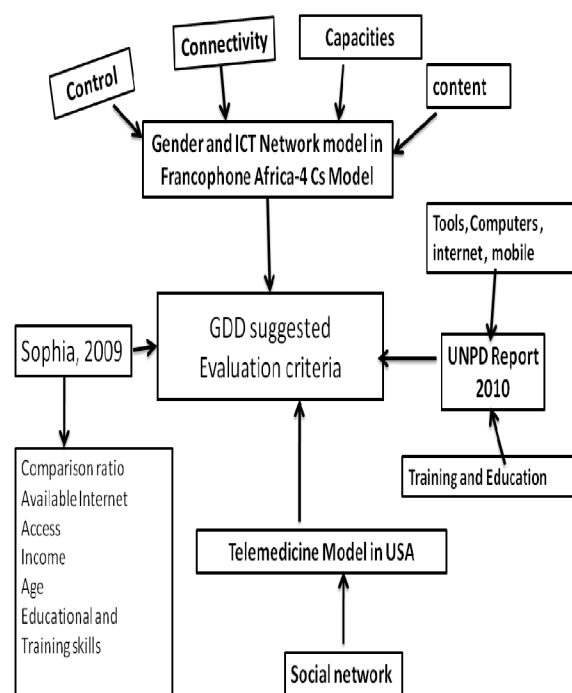 Control
Connectivity
Capacities
content
Gender and ICT Network model in
Francophone Africa-4 Cs Model
Tools, Computers,
internet, mobile
GDD suggested
Evaluation criteria
Sophia, 2009
UNPD Report
2010
Comparison ratio
Available Internet
Access
Income
Age
Educational and
Training skills
Training and Education
Telemedicine Model in USA
Social network